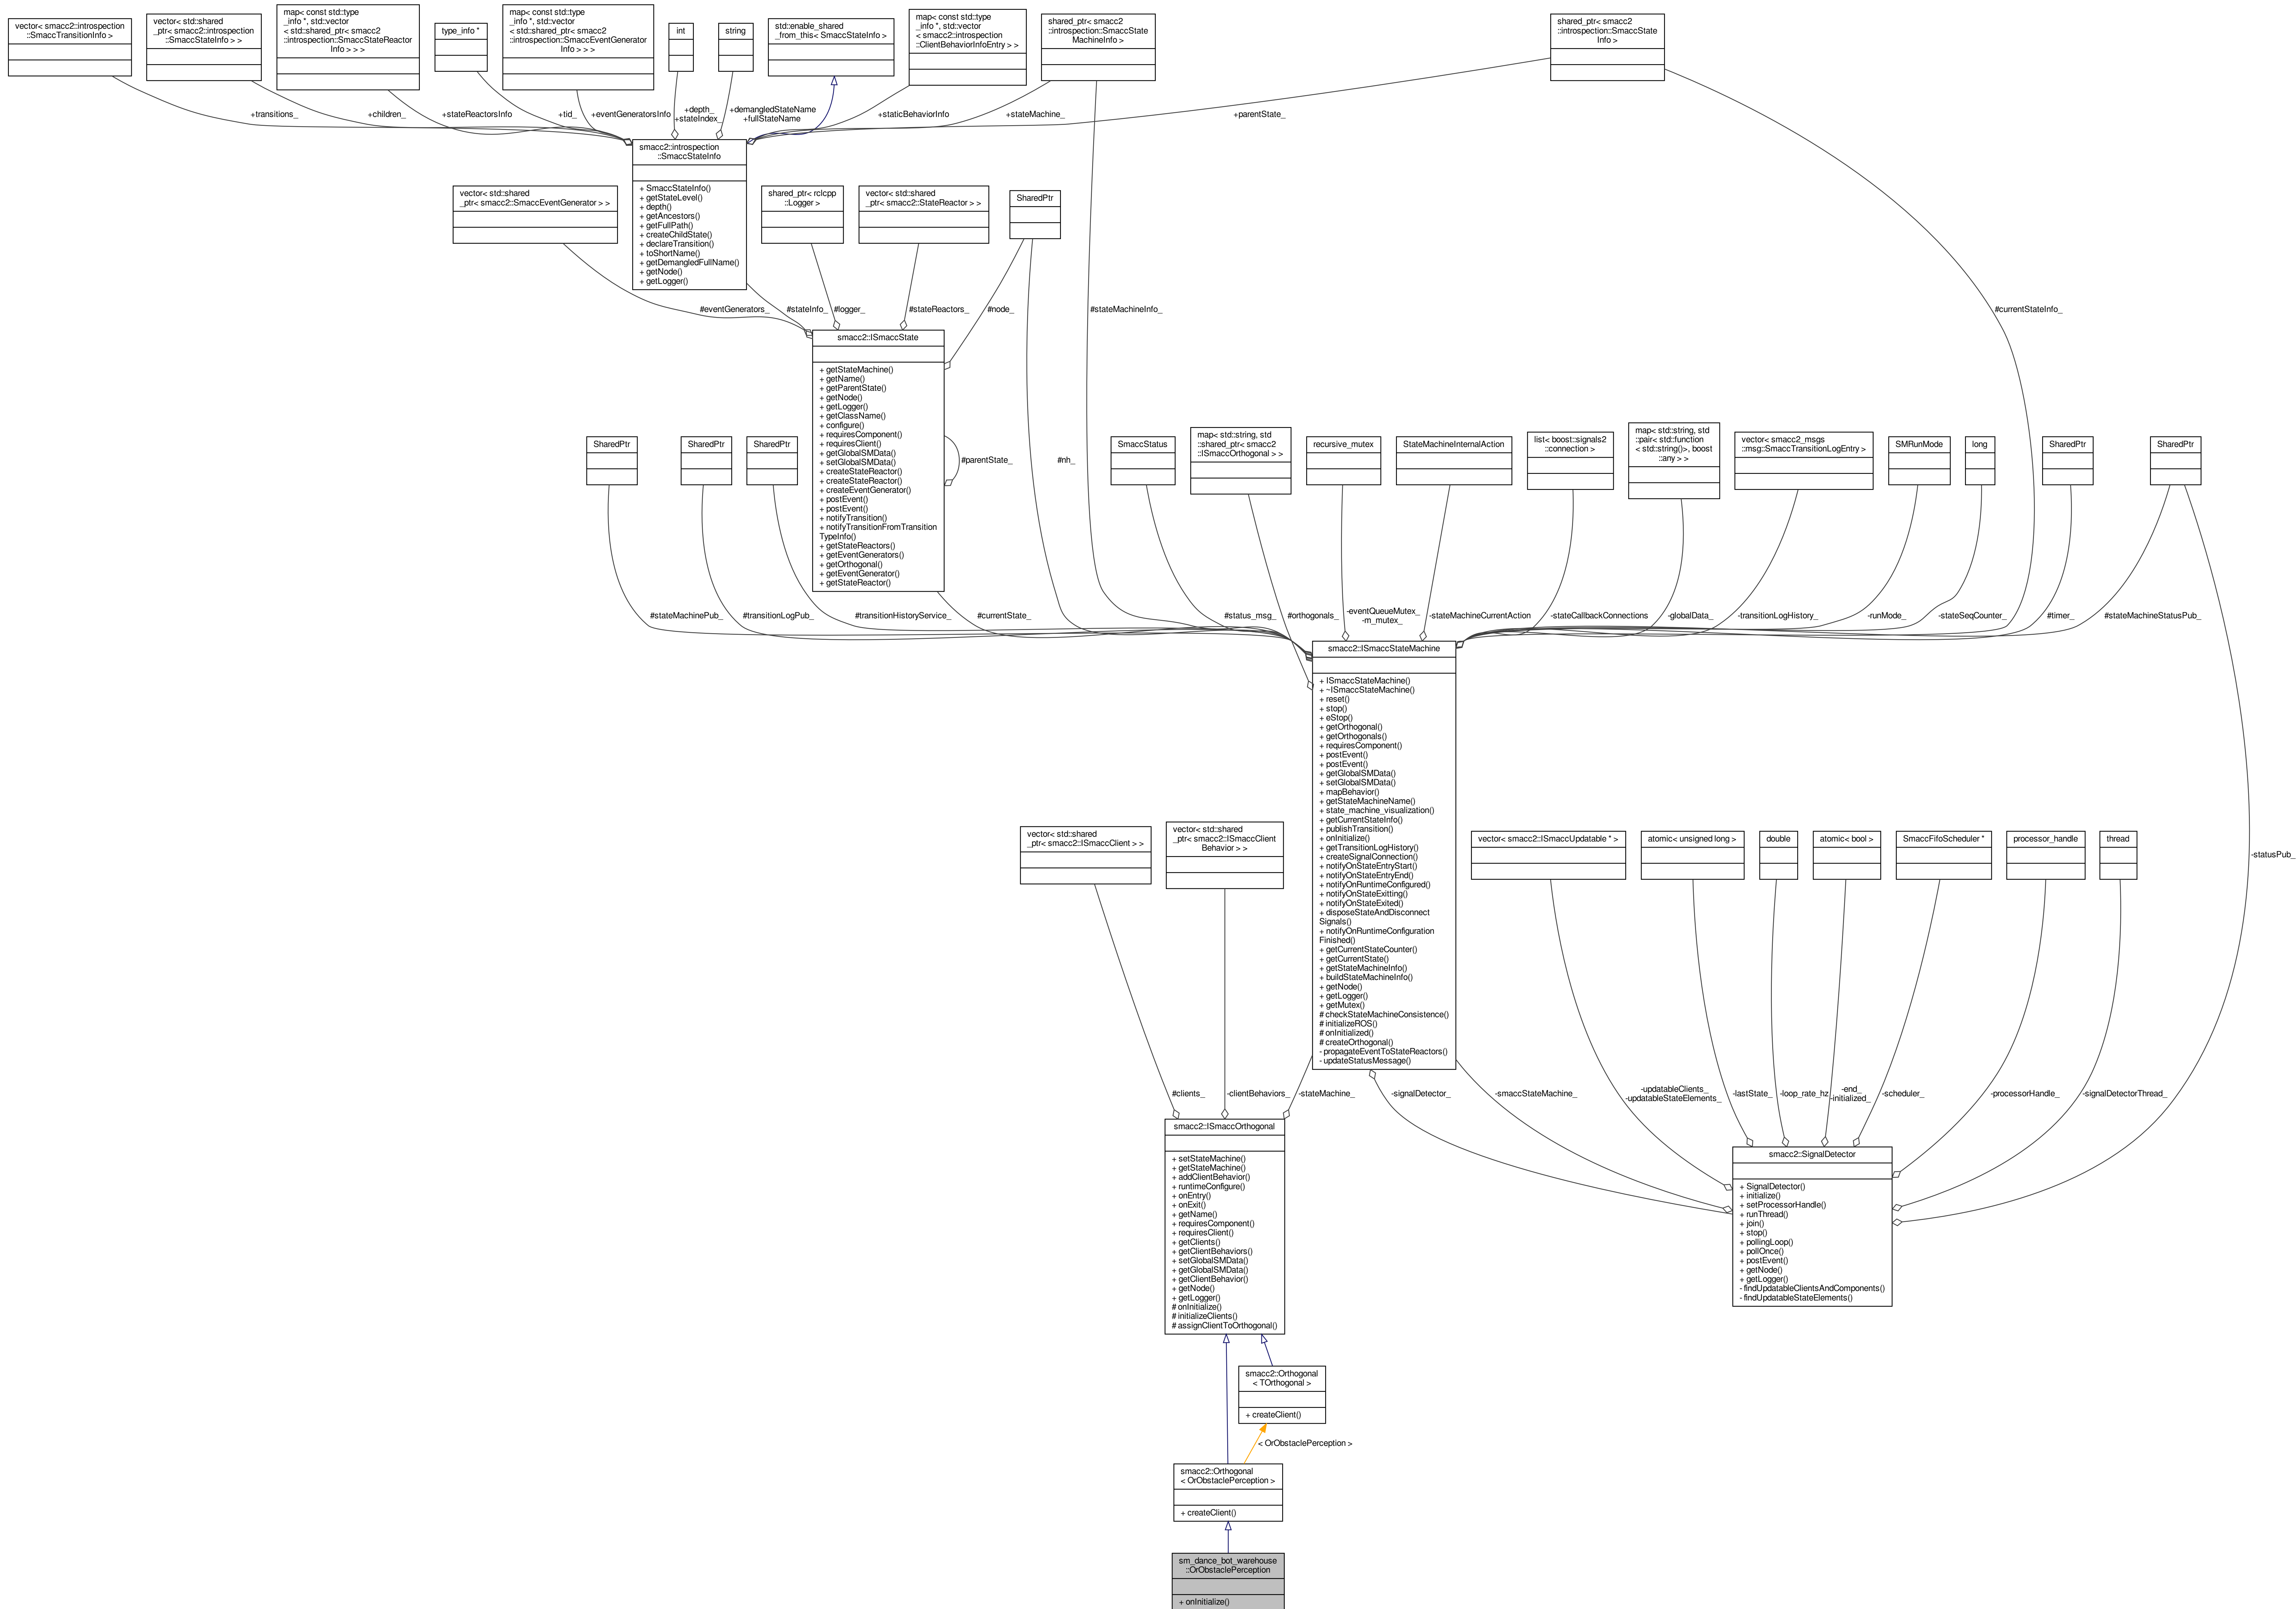 vector< smacc2::introspection
::SmaccTransitionInfo >
vector< std::shared
_ptr< smacc2::introspection
::SmaccStateInfo > >
map< const std::type
_info *, std::vector
< std::shared_ptr< smacc2
::introspection::SmaccStateReactor
Info > > >
type_info *
map< const std::type
_info *, std::vector
< std::shared_ptr< smacc2
::introspection::SmaccEventGenerator
Info > > >
int
string
std::enable_shared
_from_this< SmaccStateInfo >
map< const std::type
_info *, std::vector
< smacc2::introspection
::ClientBehaviorInfoEntry > >
shared_ptr< smacc2
::introspection::SmaccState
MachineInfo >
shared_ptr< smacc2
::introspection::SmaccState
Info >
+transitions_
+children_
+stateReactorsInfo
+tid_
+eventGeneratorsInfo
+depth_
+stateIndex_
+demangledStateName
+fullStateName
+staticBehaviorInfo
+stateMachine_
+parentState_
smacc2::introspection
::SmaccStateInfo
+ SmaccStateInfo()
+ getStateLevel()
+ depth()
+ getAncestors()
+ getFullPath()
+ createChildState()
+ declareTransition()
+ toShortName()
+ getDemangledFullName()
+ getNode()
+ getLogger()
vector< std::shared
_ptr< smacc2::SmaccEventGenerator > >
shared_ptr< rclcpp
::Logger >
vector< std::shared
_ptr< smacc2::StateReactor > >
SharedPtr
#eventGenerators_
#stateInfo_
#logger_
#stateReactors_
#node_
#stateMachineInfo_
#currentStateInfo_
smacc2::ISmaccState
+ getStateMachine()
+ getName()
+ getParentState()
+ getNode()
+ getLogger()
+ getClassName()
+ configure()
+ requiresComponent()
+ requiresClient()
+ getGlobalSMData()
+ setGlobalSMData()
+ createStateReactor()
+ createStateReactor()
+ createEventGenerator()
+ postEvent()
+ postEvent()
+ notifyTransition()
+ notifyTransitionFromTransition
TypeInfo()
+ getStateReactors()
+ getEventGenerators()
+ getOrthogonal()
+ getEventGenerator()
+ getStateReactor()
#parentState_
#nh_
SharedPtr
SharedPtr
SharedPtr
SmaccStatus
map< std::string, std
::shared_ptr< smacc2
::ISmaccOrthogonal > >
recursive_mutex
StateMachineInternalAction
list< boost::signals2
::connection >
map< std::string, std
::pair< std::function
< std::string()>, boost
::any > >
vector< smacc2_msgs
::msg::SmaccTransitionLogEntry >
SMRunMode
long
SharedPtr
SharedPtr
#stateMachinePub_
#transitionLogPub_
#transitionHistoryService_
#currentState_
#status_msg_
#orthogonals_
-eventQueueMutex_
-m_mutex_
-stateMachineCurrentAction
-stateCallbackConnections
-globalData_
-transitionLogHistory_
-runMode_
-stateSeqCounter_
#timer_
#stateMachineStatusPub_
smacc2::ISmaccStateMachine
+ ISmaccStateMachine()
+ ~ISmaccStateMachine()
+ reset()
+ stop()
+ eStop()
+ getOrthogonal()
+ getOrthogonals()
+ requiresComponent()
+ postEvent()
+ postEvent()
+ getGlobalSMData()
+ setGlobalSMData()
+ mapBehavior()
+ getStateMachineName()
+ state_machine_visualization()
+ getCurrentStateInfo()
+ publishTransition()
+ onInitialize()
+ getTransitionLogHistory()
+ createSignalConnection()
+ notifyOnStateEntryStart()
+ notifyOnStateEntryEnd()
+ notifyOnRuntimeConfigured()
+ notifyOnStateExitting()
+ notifyOnStateExited()
+ disposeStateAndDisconnect
Signals()
+ notifyOnRuntimeConfiguration
Finished()
+ getCurrentStateCounter()
+ getCurrentState()
+ getStateMachineInfo()
+ buildStateMachineInfo()
+ getNode()
+ getLogger()
+ getMutex()
# checkStateMachineConsistence()
# initializeROS()
# onInitialized()
# createOrthogonal()
- propagateEventToStateReactors()
- updateStatusMessage()
vector< std::shared
_ptr< smacc2::ISmaccClient > >
vector< std::shared
_ptr< smacc2::ISmaccClient
Behavior > >
vector< smacc2::ISmaccUpdatable * >
atomic< unsigned long >
double
atomic< bool >
SmaccFifoScheduler *
processor_handle
thread
-statusPub_
#clients_
-clientBehaviors_
-stateMachine_
-signalDetector_
-smaccStateMachine_
-updatableClients_
-updatableStateElements_
-lastState_
-loop_rate_hz
-end_
-initialized_
-scheduler_
-processorHandle_
-signalDetectorThread_
smacc2::ISmaccOrthogonal
+ setStateMachine()
+ getStateMachine()
+ addClientBehavior()
+ runtimeConfigure()
+ onEntry()
+ onExit()
+ getName()
+ requiresComponent()
+ requiresClient()
+ getClients()
+ getClientBehaviors()
+ setGlobalSMData()
+ getGlobalSMData()
+ getClientBehavior()
+ getNode()
+ getLogger()
# onInitialize()
# initializeClients()
# assignClientToOrthogonal()
smacc2::SignalDetector
+ SignalDetector()
+ initialize()
+ setProcessorHandle()
+ runThread()
+ join()
+ stop()
+ pollingLoop()
+ pollOnce()
+ postEvent()
+ getNode()
+ getLogger()
- findUpdatableClientsAndComponents()
- findUpdatableStateElements()
smacc2::Orthogonal
< TOrthogonal >
+ createClient()
< OrObstaclePerception >
smacc2::Orthogonal
< OrObstaclePerception >
+ createClient()
sm_dance_bot_warehouse
::OrObstaclePerception
+ onInitialize()